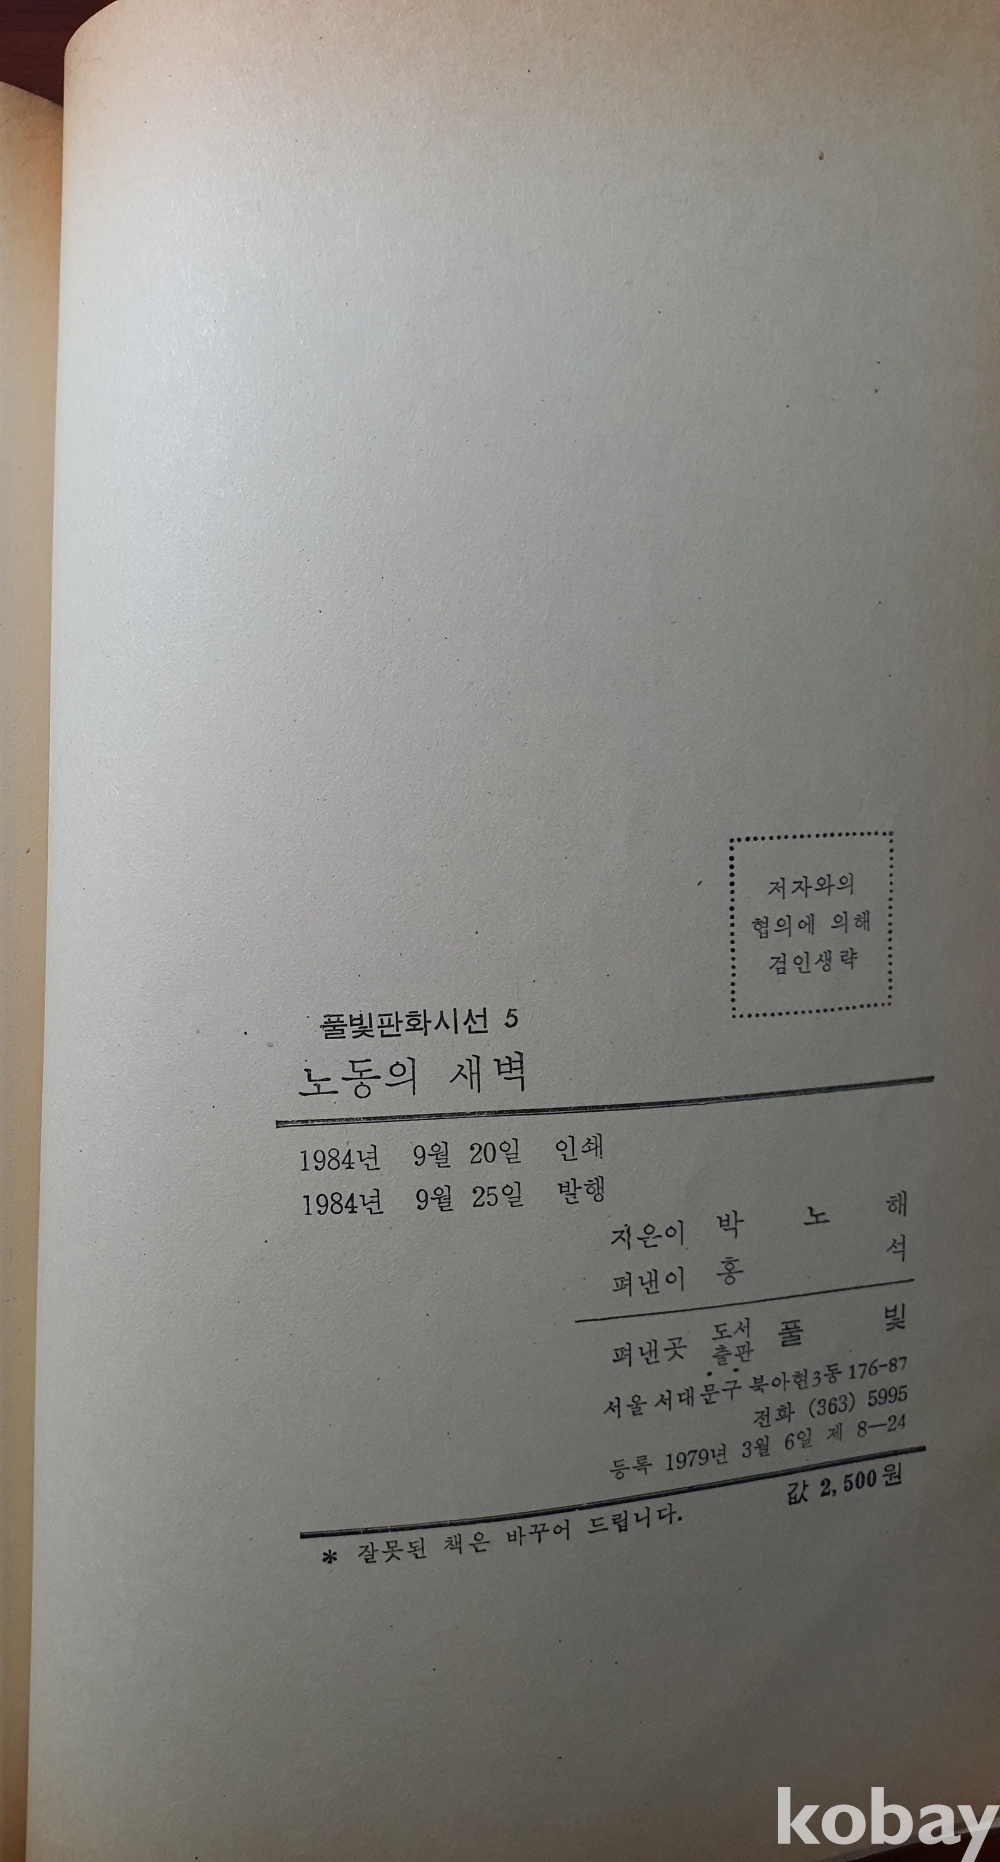 저자와의
협의에 의해
검인생략
풀빛판화시선 5
노동의 새벽
1984년 9월 20일 인쇄
1984년 9월 25일 발행
지은이 박 노 해
펴낸이 홍 석
펴낸곳 도서출판 풀 빛
서울 서대문구 북아현3동 176-87
전화 (363) 5995
등록 1979년 3월 6일 제 8—24
값 2,500원
* 잘못된 책은 바꾸어 드립니다.
kobay